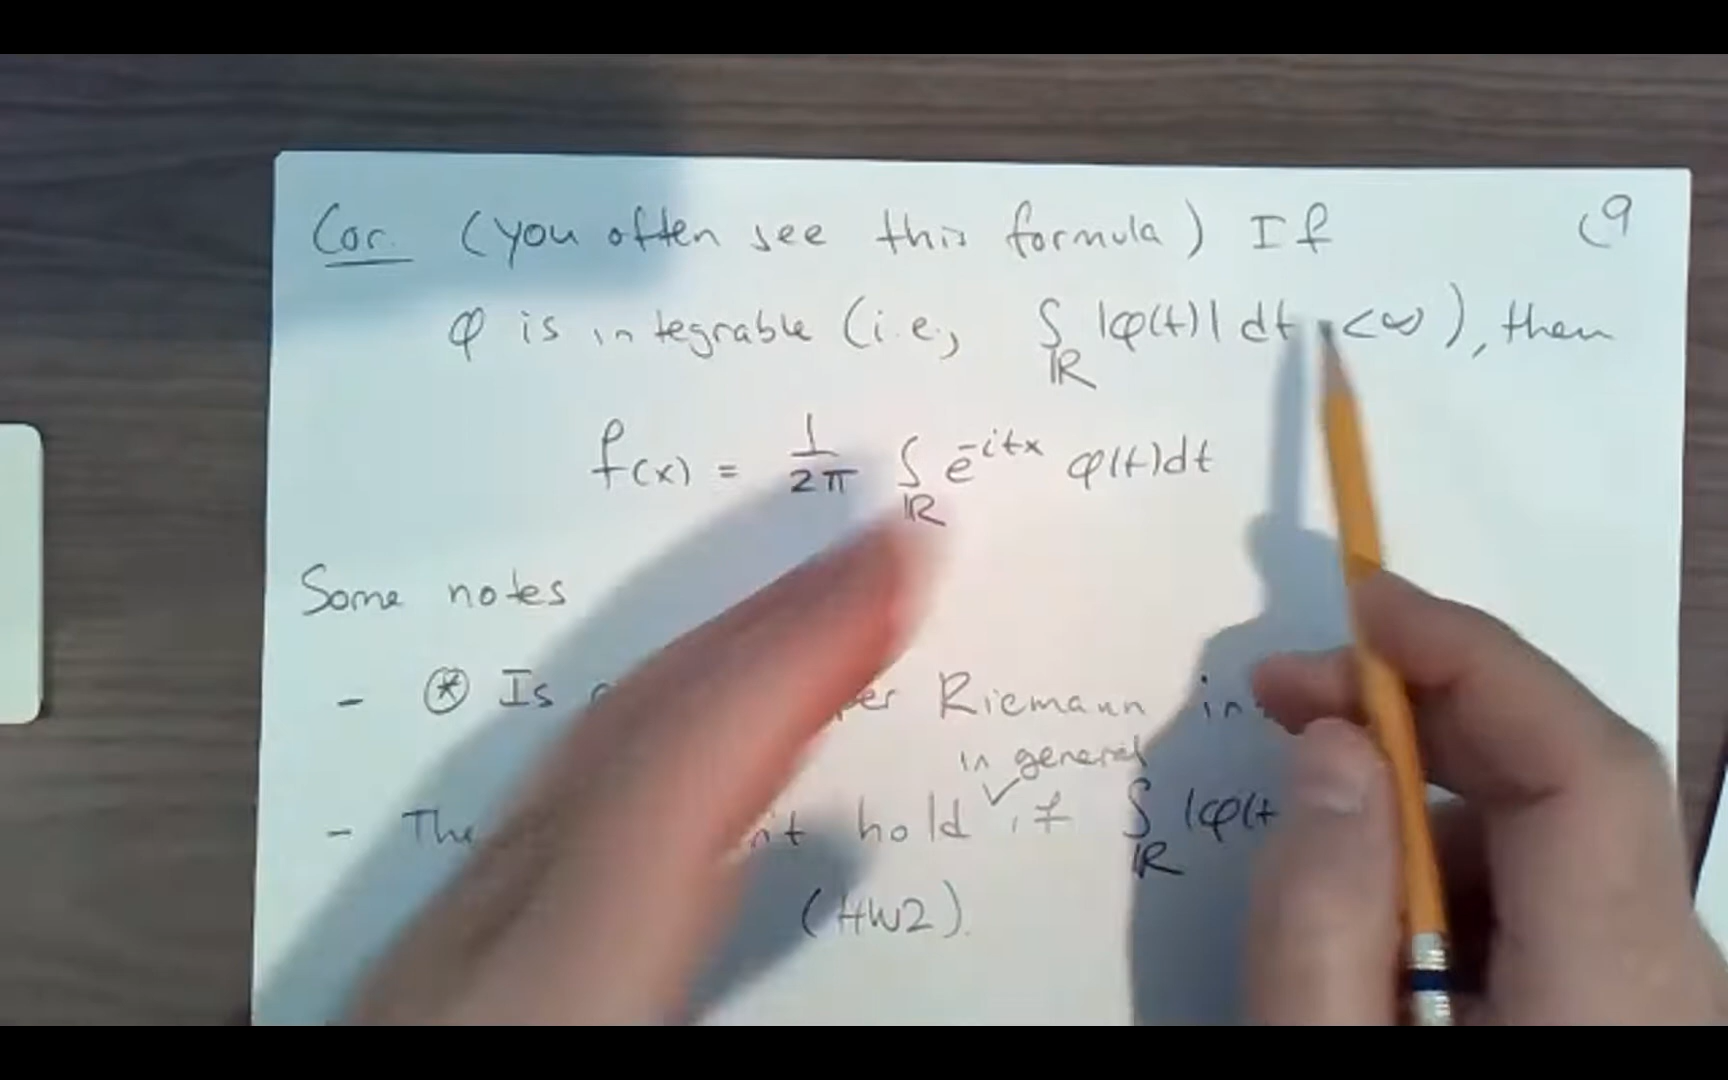 Cor. (you often see this formula) If
(9
φ is integrable (i.e., ∫_ℝ |φ(t)| dt < ∞), then
f(x) = 1/2π ∫_ℝ e^{-itx} φ(t)dt
Some notes
- ⊛ Is Riemann
in general
- The hold ✓ if ∫_ℝ |φ(t
(HW2).